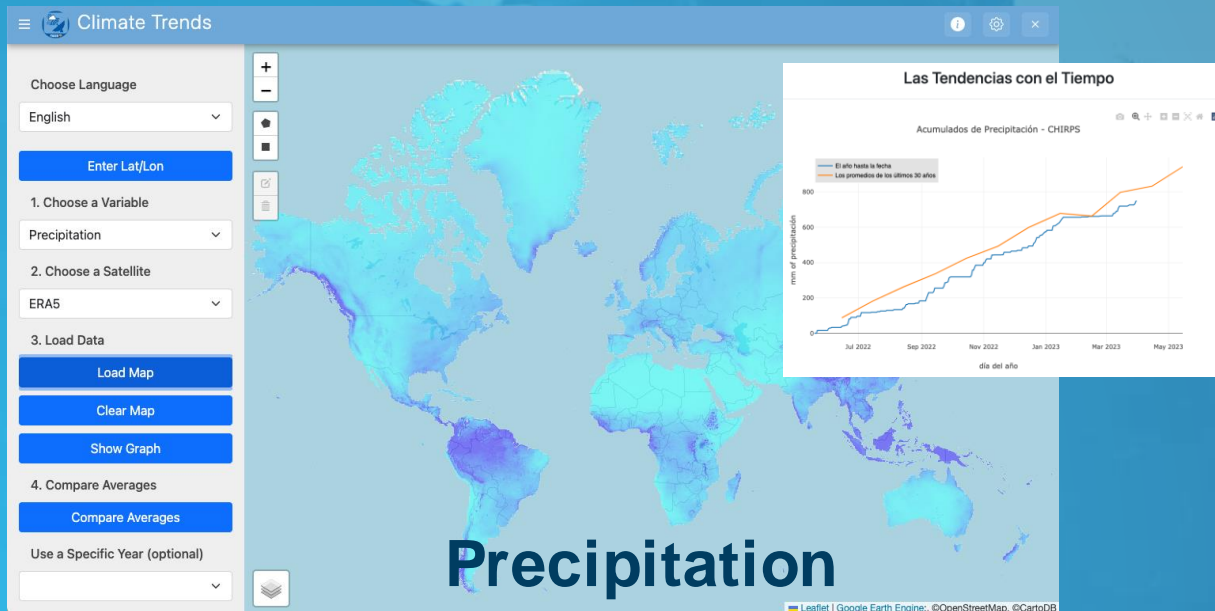 Climate Trends
Choose Language
English
Enter Lat/Lon
1. Choose a Variable
Precipitation
2. Choose a Satellite
ERA5
3. Load Data
Load Map
Clear Map
Show Graph
4. Compare Averages
Compare Averages
Use a Specific Year (optional)
+
−
Las Tendencias con el Tiempo
Acumulados de Precipitación - CHIRPS
El año hasta la fecha
Los promedios de los últimos 30 años
mm of precipitación
800
600
400
200
0
Jul 2022 Sep 2022 Nov 2022 Jan 2023 Mar 2023 May 2023
día del año
Precipitation
Leaflet | Google Earth Engine;, ©OpenStreetMap, ©CartoDB